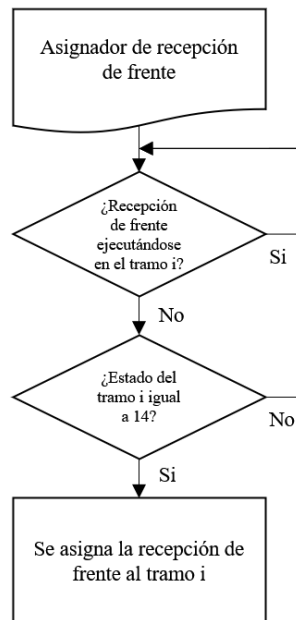 Asignador de recepción
de frente
¿Recepción
de frente
ejecutándose
en el tramo i?
Si
No
¿Estado del
tramo i igual
a 14?
No
Si
Se asigna la recepción de
frente al tramo i